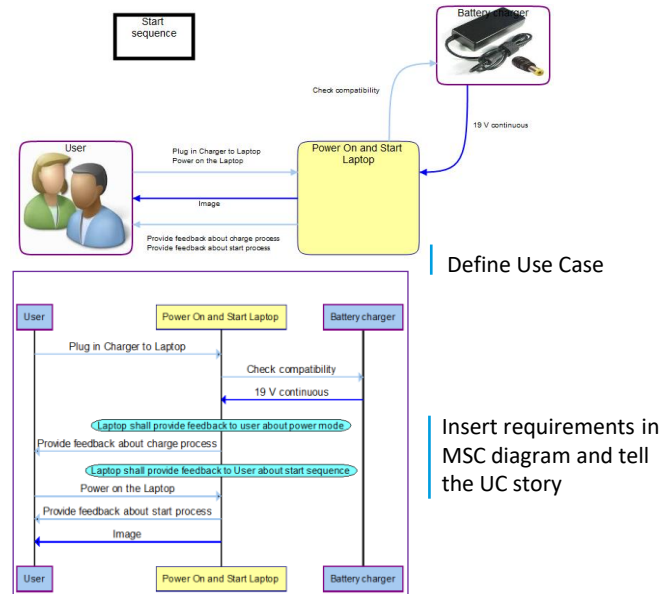 Start
sequence
Battery charger
Check compatibility
19 V continuous
User
Plug in Charger to Laptop
Power on the Laptop
Power On and Start
Laptop
Image
Provide feedback about charge process
Provide feedback about start process
Define Use Case
User
Power On and Start Laptop
Battery charger
Plug in Charger to Laptop
Check compatibility
19 V continuous
Laptop shall provide feedback to user about power mode
Provide feedback about charge process
Laptop shall provide feedback to User about start sequence
Power on the Laptop
Provide feedback about start process
Image
User
Power On and Start Laptop
Battery charger
Insert requirements in
MSC diagram and tell
the UC story